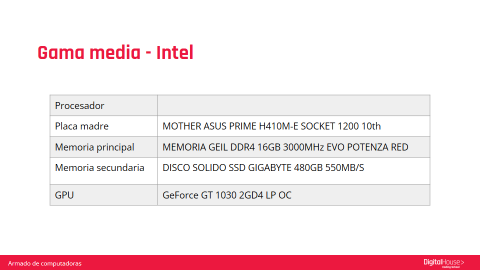 Gama media - Intel
Procesador
Placa madre MOTHER ASUS PRIME H410M-E SOCKET 1200 10th
Memoria principal MEMORIA GEIL DDR4 16GB 3000MHz EVO POTENZA RED
Memoria secundaria DISCO SOLIDO SSD GIGABYTE 480GB 550MB/S
GPU GeForce GT 1030 2GD4 LP OC
Armado de computadoras
DigitalHouse>